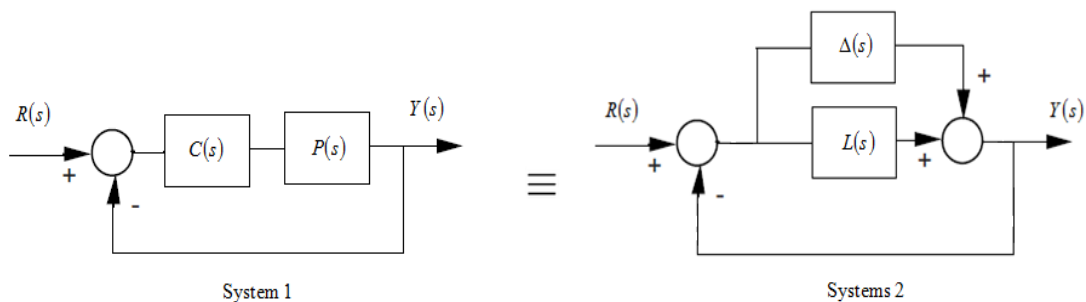 R(s)
+
-
C(s)
P(s)
Y(s)
System 1
≡
R(s)
+
-
Δ(s)
L(s)
+
+
Y(s)
Systems 2